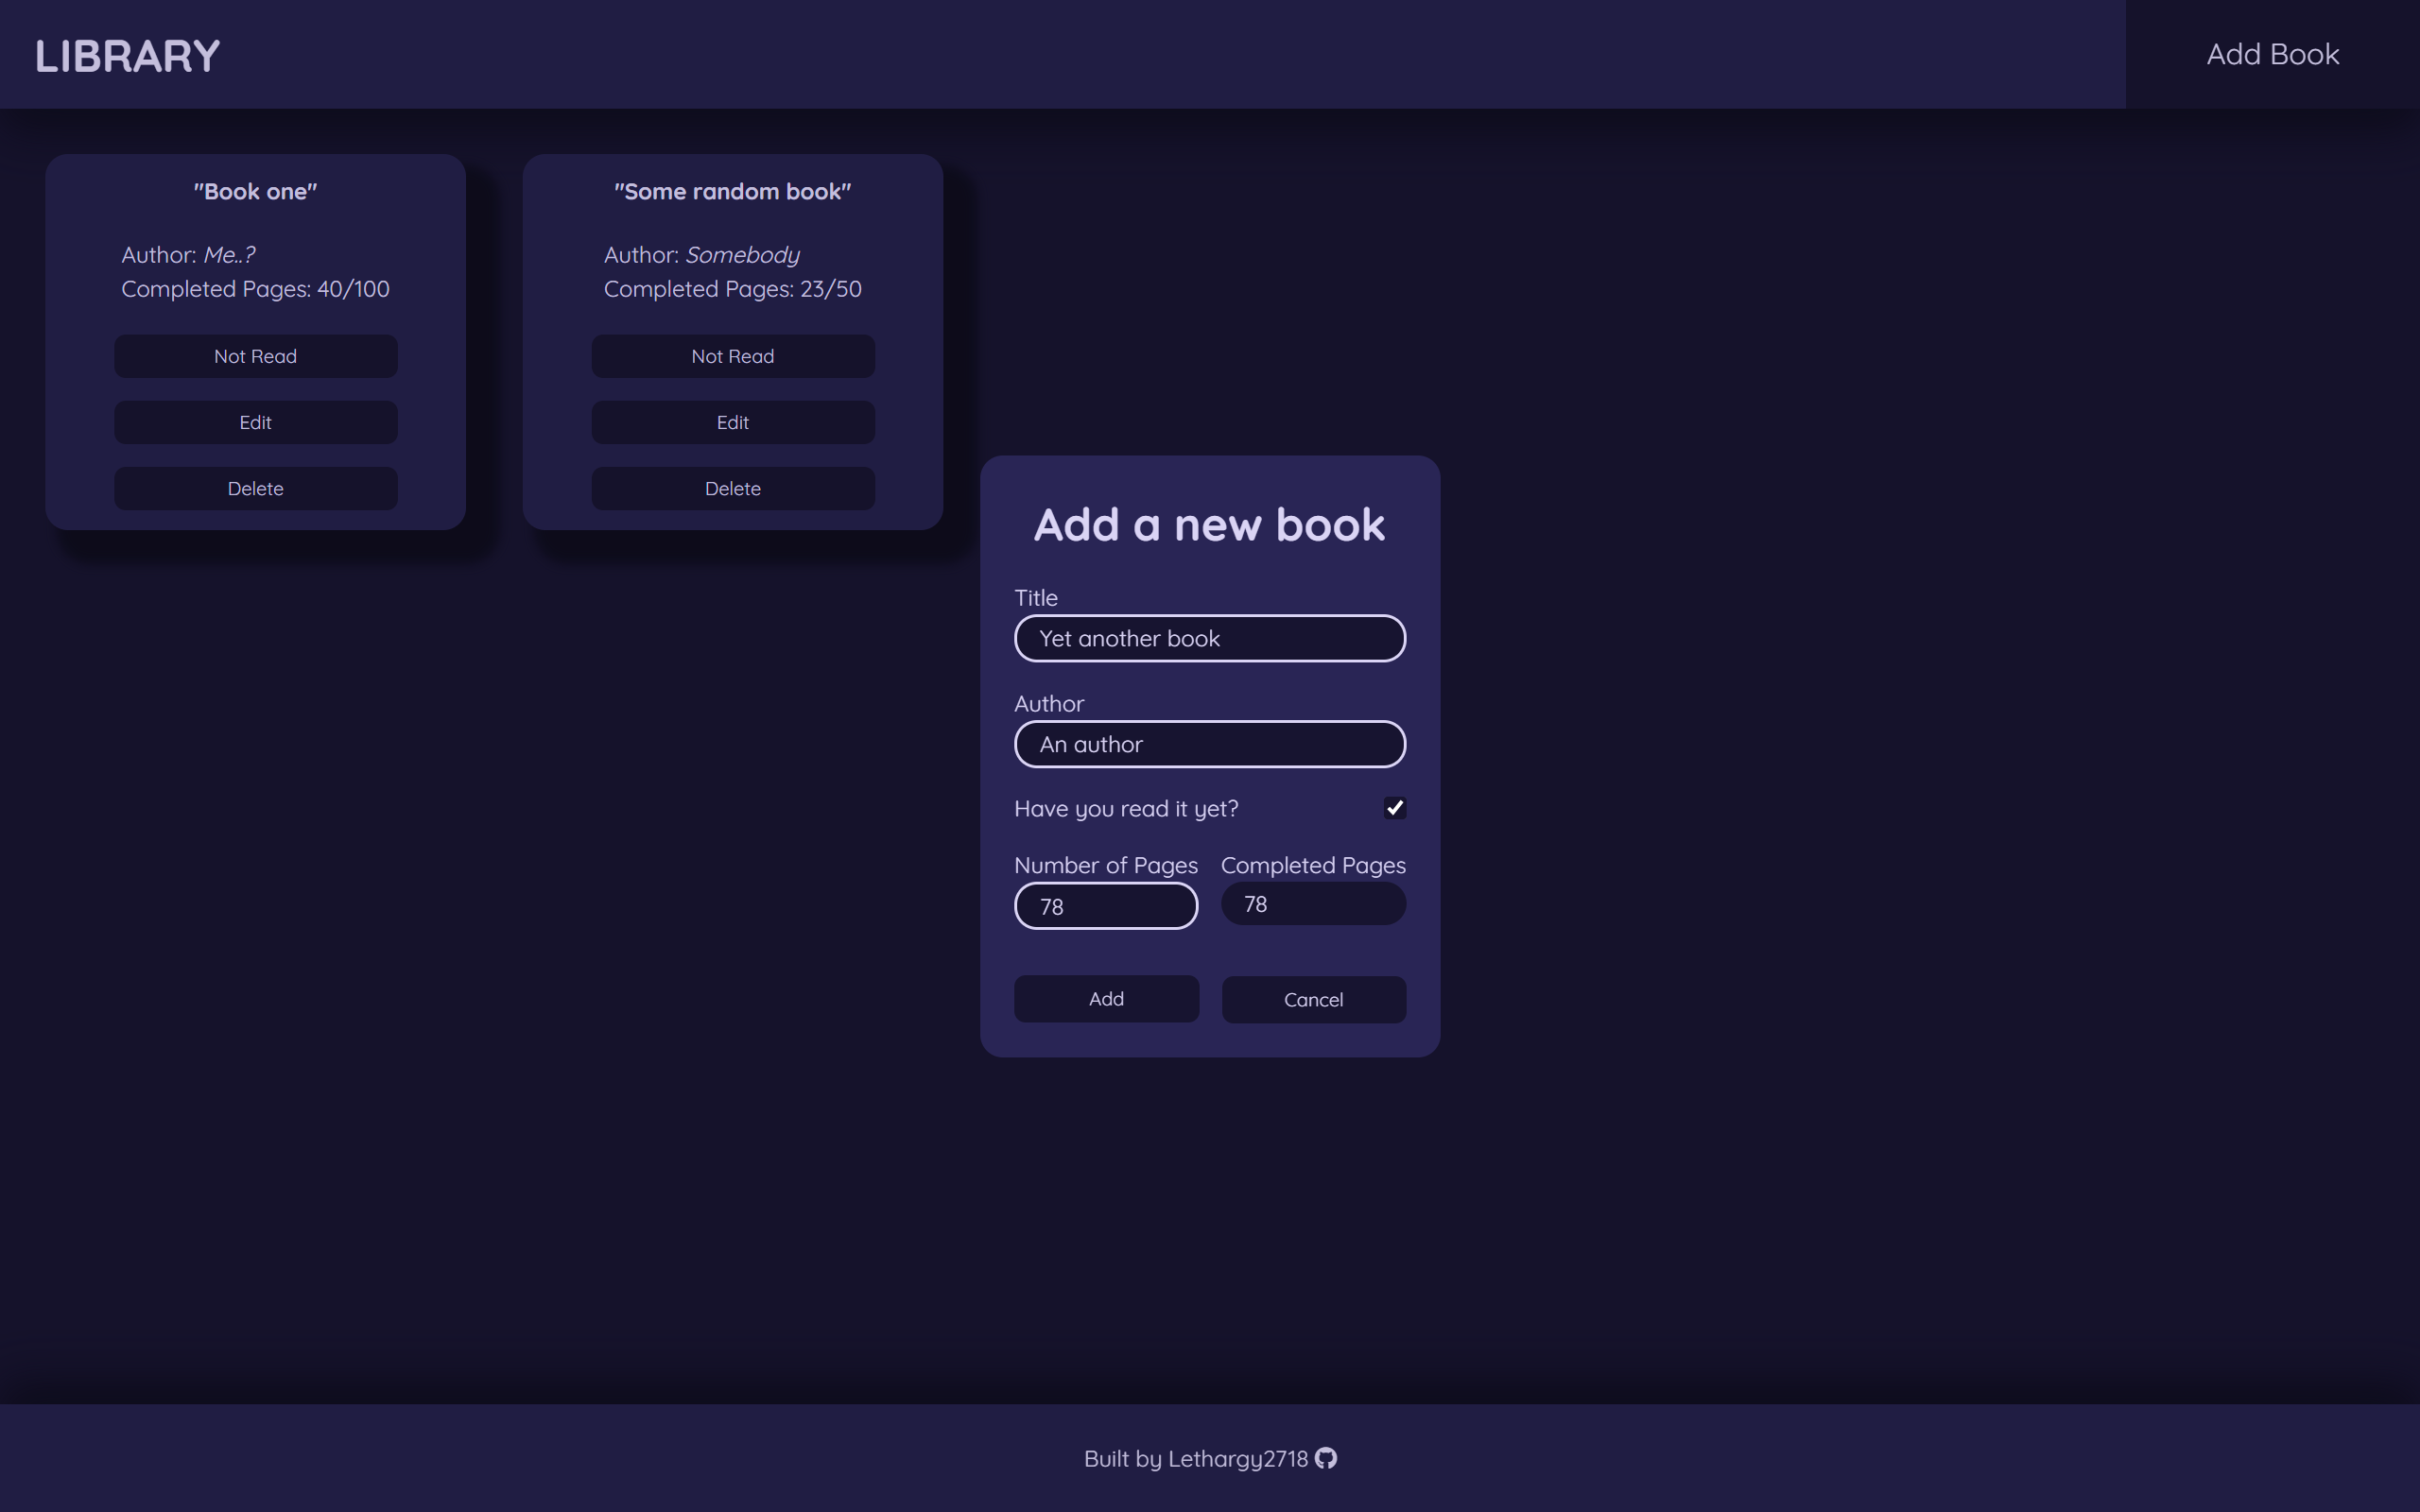 LIBRARY
Add Book
"Book one"
Author: Me..?
Completed Pages: 40/100
Not Read
Edit
Delete
"Some random book"
Author: Somebody
Completed Pages: 23/50
Not Read
Edit
Delete
Add a new book
Title
Yet another book
Author
An author
Have you read it yet?
Number of Pages Completed Pages
78 78
Add Cancel
Built by Lethargy2718